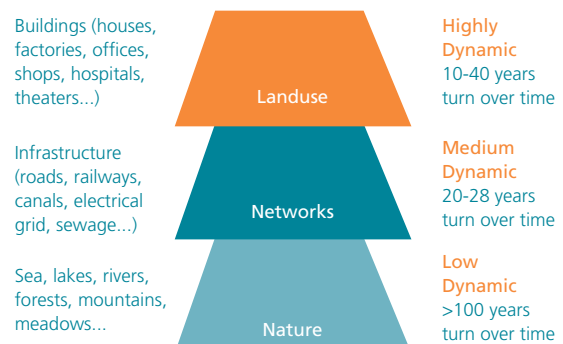 Buildings (houses,
factories, offices,
shops, hospitals,
theaters...)
Landuse
Highly
Dynamic
10-40 years
turn over time
Infrastructure
(roads, railways,
canals, electrical
grid, sewage...)
Networks
Medium
Dynamic
20-28 years
turn over time
Sea, lakes, rivers,
forests, mountains,
meadows...
Nature
Low
Dynamic
>100 years
turn over time